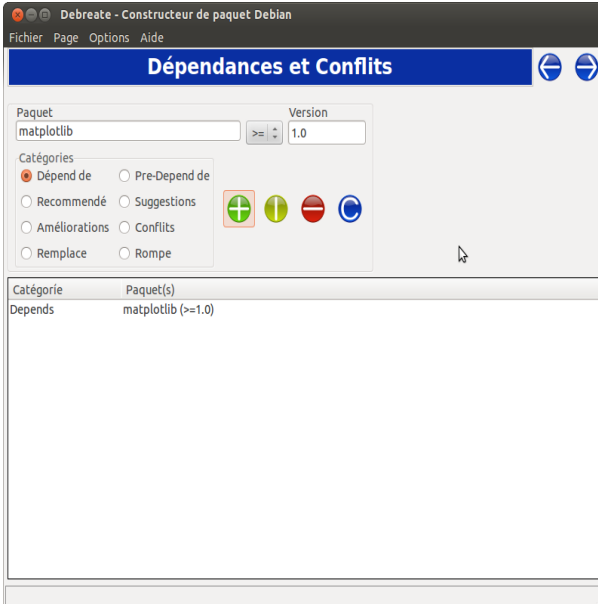 Debreate - Constructeur de paquet Debian
Fichier Page Options Aide
Dépendances et Conflits
Paquet Version
matplotlib >= 1.0
Catégories
Dépend de Pre-Depend de
Recommandé Suggestions
Améliorations Conflits
Remplace Rompe
Catégorie Paquet(s)
Depends matplotlib (>=1.0)